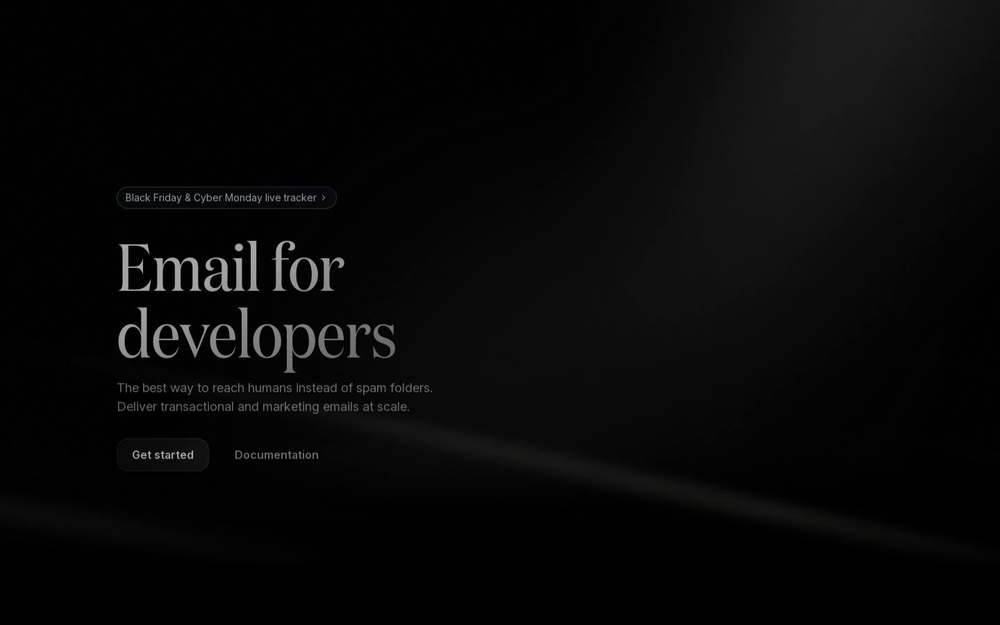 Black Friday & Cyber Monday live tracker
Email for
developers
The best way to reach humans instead of spam folders.
Deliver transactional and marketing emails at scale.
Get started
Documentation